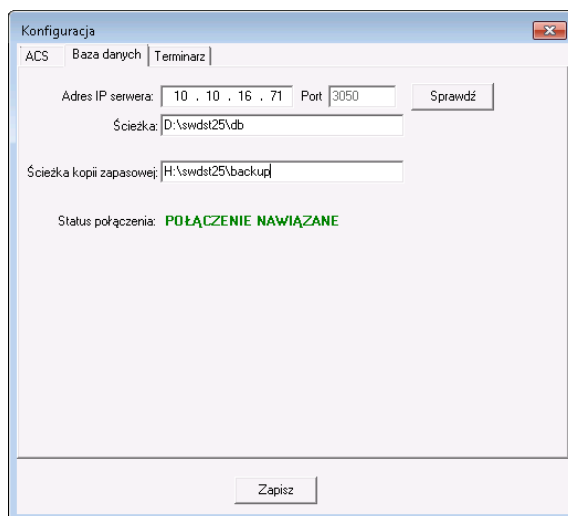 Konfiguracja
ACS Baza danych Terminarz
Adres IP serwera: 10 . 10 . 16 . 71 Port 3050 Sprawdź
Ścieżka: D:\swdst25\db
Ścieżka kopii zapasowej: H:\swdst25\backup
Status połączenia: POŁĄCZENIE NAWIĄZANE
Zapisz